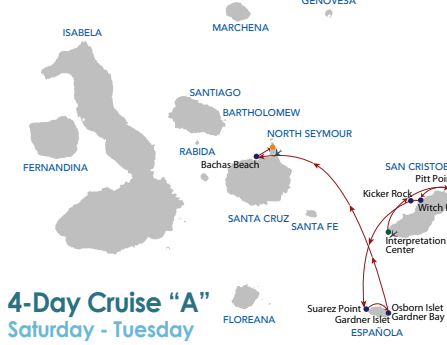 GENOVESA
MARCHENA
ISABELA
SANTIAGO
BARTHOLOMEW
NORTH SEYMOUR
RABIDA
Bachas Beach
FERNANDINA
SAN CRISTOB
Pitt Poi
Kicker Rock
Witch
SANTA CRUZ
SANTA FE
Interpretation
Center
4-Day Cruise “A”
Saturday - Tuesday
FLOREANA
Suarez Point
Osborn Islet
Gardner Islet
Gardner Bay
ESPAÑOLA